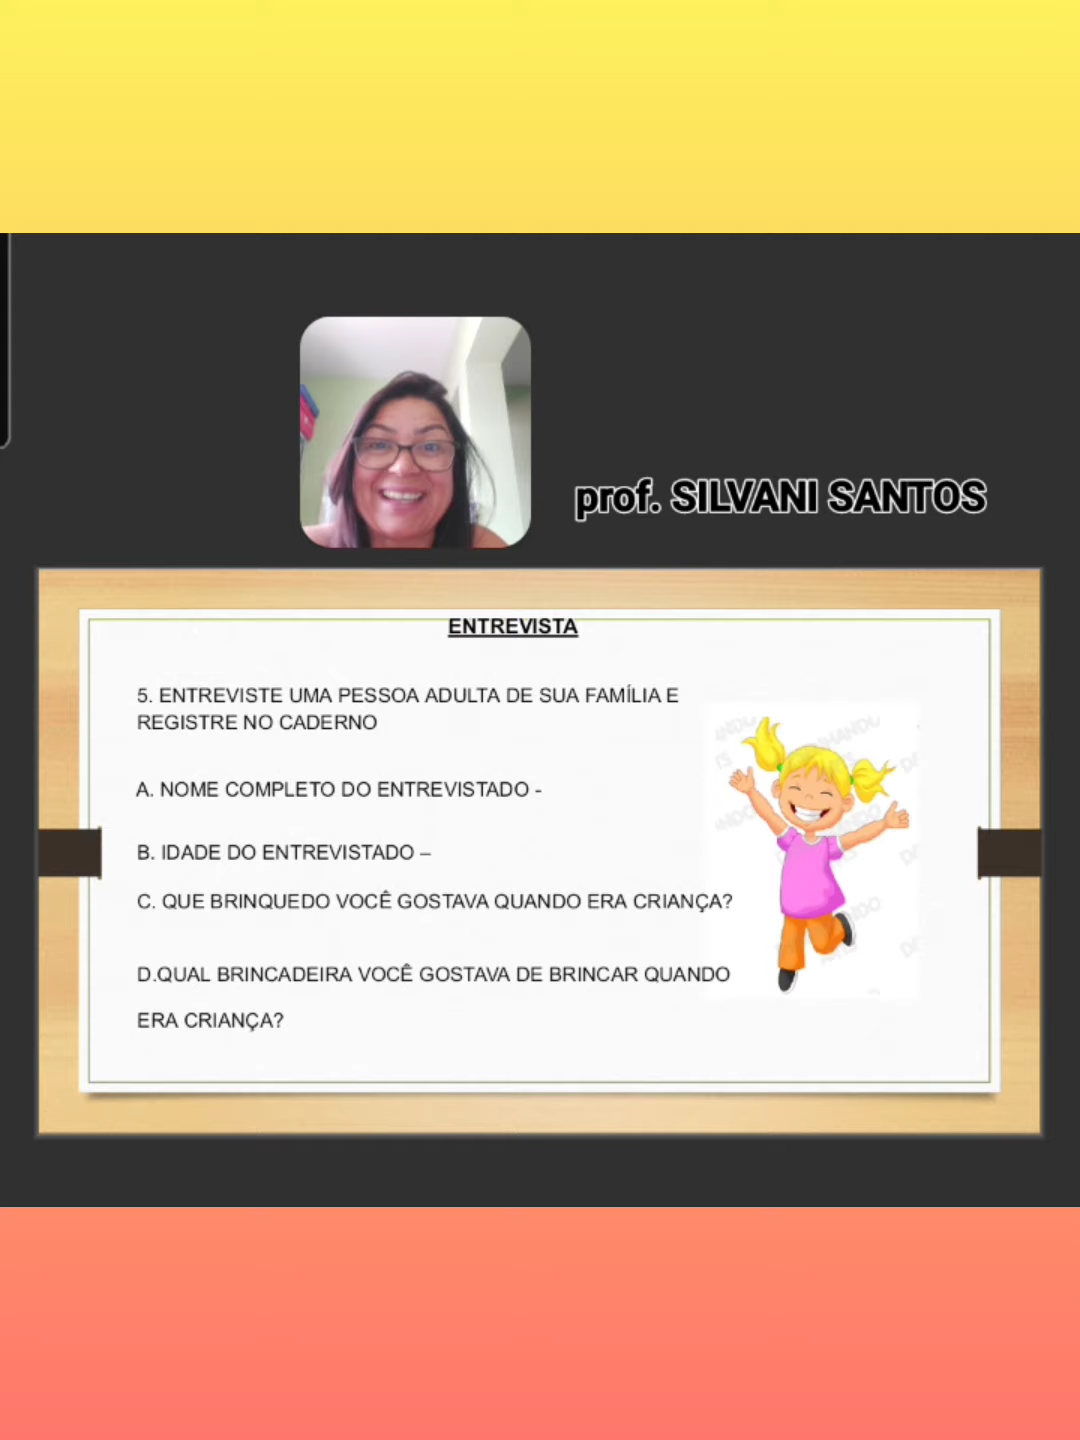 prof. SILVANI SANTOS
ENTREVISTA
5. ENTREVISTE UMA PESSOA ADULTA DE SUA FAMÍLIA E
REGISTRE NO CADERNO
A. NOME COMPLETO DO ENTREVISTADO -
B. IDADE DO ENTREVISTADO –
C. QUE BRINQUEDO VOCÊ GOSTAVA QUANDO ERA CRIANÇA?
D.QUAL BRINCADEIRA VOCÊ GOSTAVA DE BRINCAR QUANDO
ERA CRIANÇA?